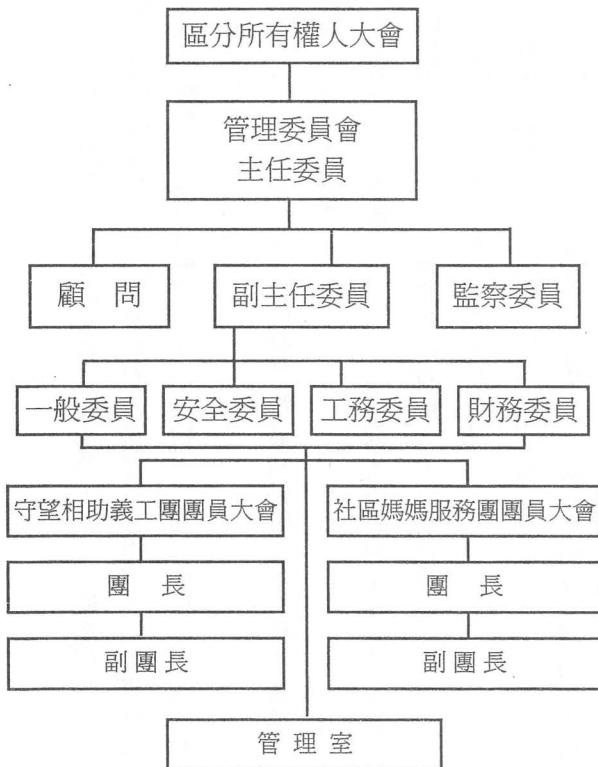 區分所有權人大會
管理委員會
主任委員
顧 問
副主任委員
監察委員
一般委員
安全委員
工務委員
財務委員
守望相助義工團團員大會
社區媽媽服務團團員大會
團 長
團 長
副團長
副團長
管理室